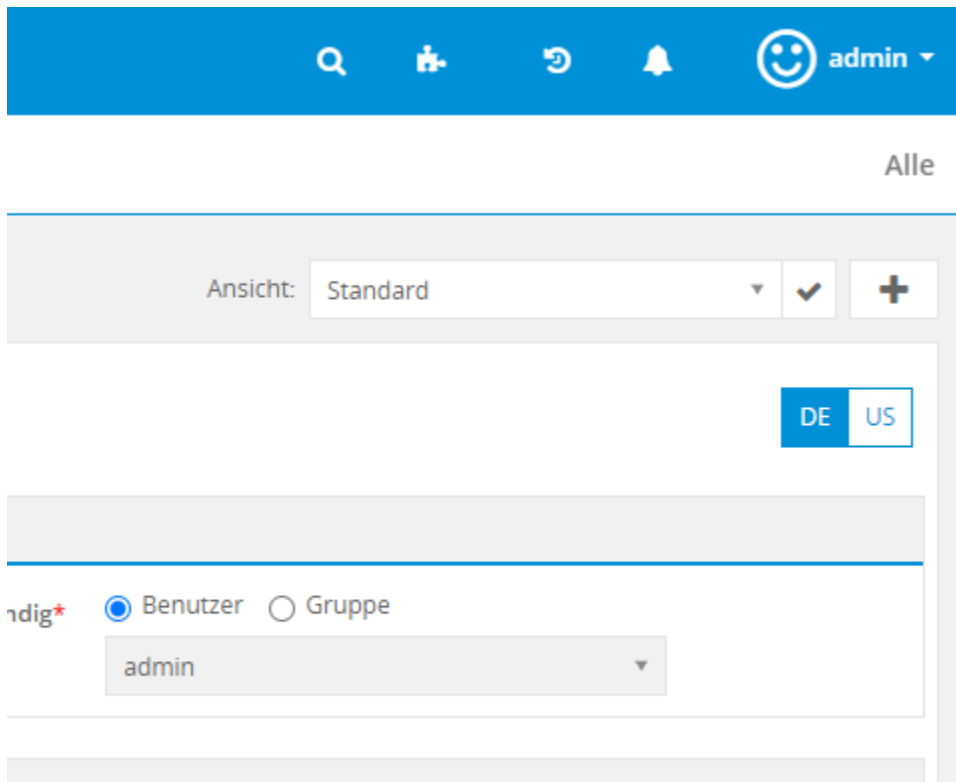 admin
Alle
Ansicht: Standard
DE US
ndig* Benutzer Gruppe
admin